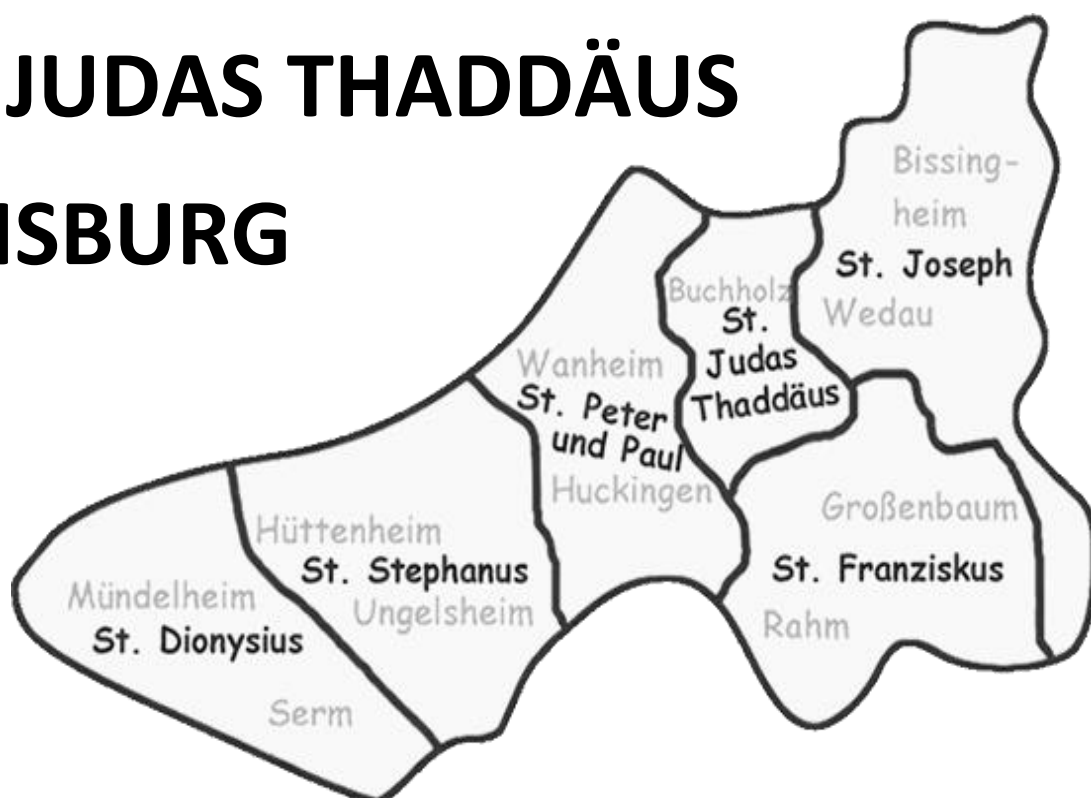 JUDAS THADDÄUS
ISBURG
Bissing-
heim
St. Joseph
Wedau
Buchholz
St.
Judas
Thaddäus
Wanheim
St. Peter
und Paul
Huckingen
Großenbaum
St. Franziskus
Rahm
Hüttenheim
St. Stephanus
Ungelsheim
Mündelheim
St. Dionysius
Serm